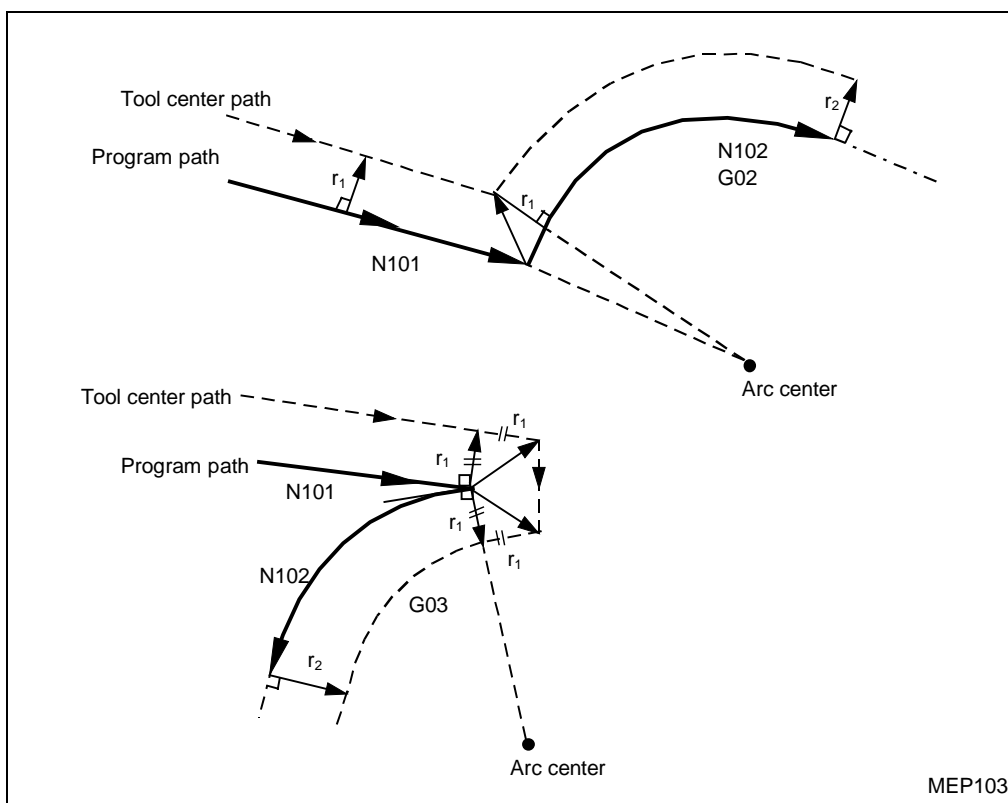 Tool center path
Program path
r1
N101
r1
r2
N102
G02
Arc center
Tool center path
Program path
N101
r1
r1
r1
r1
N102
G03
r2
Arc center
MEP103